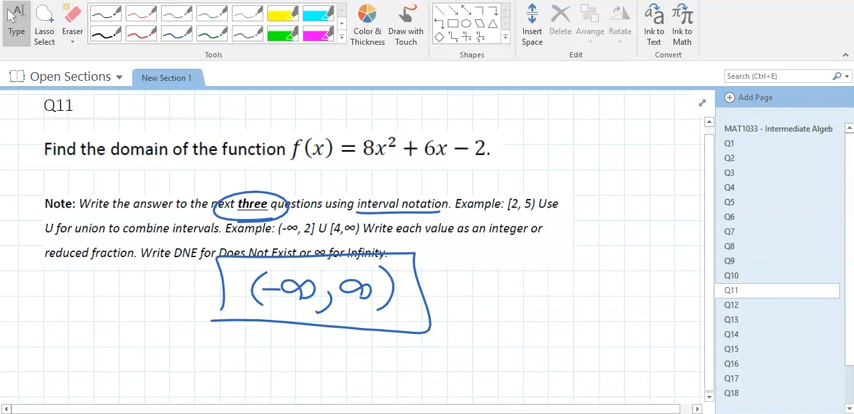 Type
Lasso Select
Eraser
Color & Thickness
Draw with Touch
Insert Space
Delete
Arrange
Rotate
Ink to Text
Ink to Math
Tools
Shapes
Edit
Convert
Open Sections
New Section 1
Search (Ctrl+E)
Q11
Add Page
Find the domain of the function f(x) = 8x² + 6x − 2.
Note: Write the answer to the next three questions using interval notation. Example: [2, 5) Use
U for union to combine intervals. Example: (-∞, 2] U [4,∞) Write each value as an integer or
reduced fraction. Write DNE for Does Not Exist or ∞ for Infinity.
(-∞, ∞)
MAT1033 - Intermediate Algeb
Q1
Q2
Q3
Q4
Q5
Q6
Q7
Q8
Q9
Q10
Q11
Q12
Q13
Q14
Q15
Q16
Q17
Q18